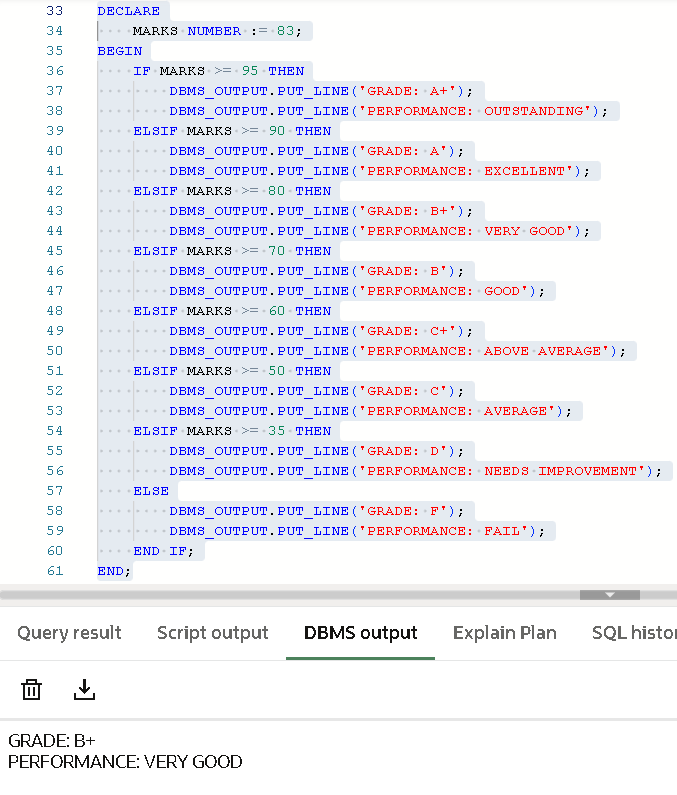 33 DECLARE
34     MARKS NUMBER := 83;
35 BEGIN
36     IF MARKS >= 95 THEN
37         DBMS_OUTPUT.PUT_LINE('GRADE: A+');
38         DBMS_OUTPUT.PUT_LINE('PERFORMANCE: OUTSTANDING');
39     ELSIF MARKS >= 90 THEN
40         DBMS_OUTPUT.PUT_LINE('GRADE: A');
41         DBMS_OUTPUT.PUT_LINE('PERFORMANCE: EXCELLENT');
42     ELSIF MARKS >= 80 THEN
43         DBMS_OUTPUT.PUT_LINE('GRADE: B+');
44         DBMS_OUTPUT.PUT_LINE('PERFORMANCE: VERY GOOD');
45     ELSIF MARKS >= 70 THEN
46         DBMS_OUTPUT.PUT_LINE('GRADE: B');
47         DBMS_OUTPUT.PUT_LINE('PERFORMANCE: GOOD');
48     ELSIF MARKS >= 60 THEN
49         DBMS_OUTPUT.PUT_LINE('GRADE: C+');
50         DBMS_OUTPUT.PUT_LINE('PERFORMANCE: ABOVE AVERAGE');
51     ELSIF MARKS >= 50 THEN
52         DBMS_OUTPUT.PUT_LINE('GRADE: C');
53         DBMS_OUTPUT.PUT_LINE('PERFORMANCE: AVERAGE');
54     ELSIF MARKS >= 35 THEN
55         DBMS_OUTPUT.PUT_LINE('GRADE: D');
56         DBMS_OUTPUT.PUT_LINE('PERFORMANCE: NEEDS IMPROVEMENT');
57     ELSE
58         DBMS_OUTPUT.PUT_LINE('GRADE: F');
59         DBMS_OUTPUT.PUT_LINE('PERFORMANCE: FAIL');
60     END IF;
61 END;
Query result Script output DBMS output Explain Plan SQL histor
GRADE: B+
PERFORMANCE: VERY GOOD